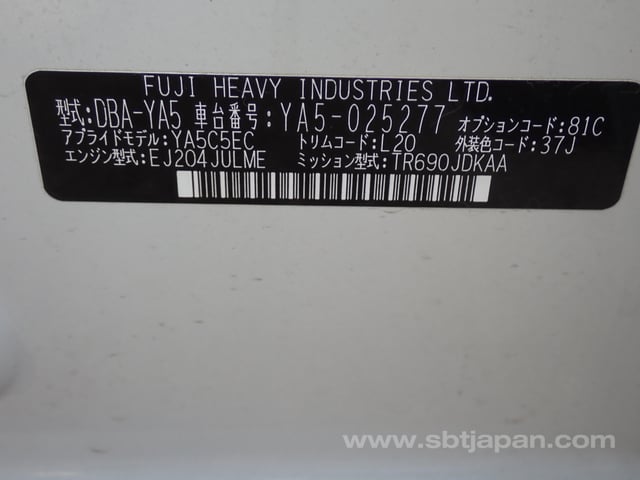 FUJI HEAVY INDUSTRIES LTD.
型式:DBA-YA5 車台番号:YA5-025277 オプションコード:81C
アプライドモデル:YA5C5EC トリムコード:L20 外装色コード:37J
エンジン型式:EJ204JULME ミッション型式:TR690JDKAA
www.sbtjapan.com